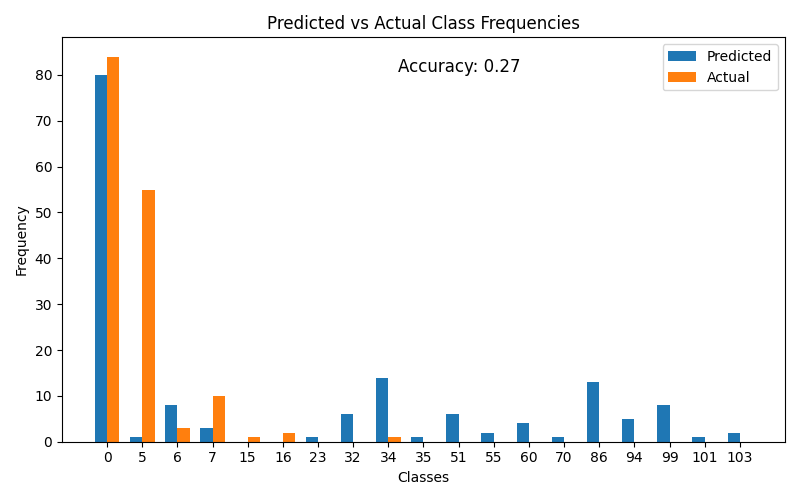 Predicted vs Actual Class Frequencies
Accuracy: 0.27
Predicted
Actual
Frequency
80
70
60
50
40
30
20
10
0
0 5 6 7 15 16 23 32 34 35 51 55 60 70 86 94 99 101 103
Classes